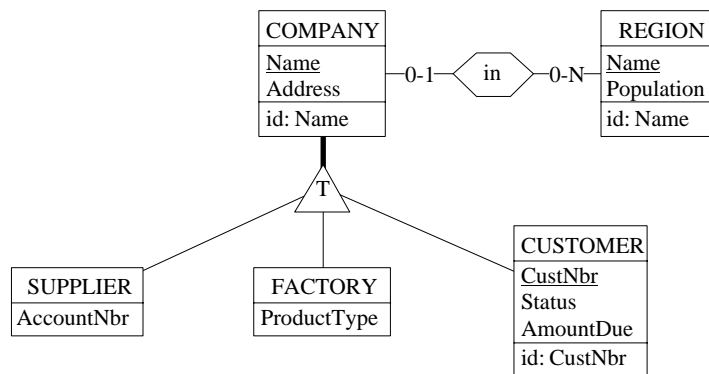 COMPANY
Name
Address
id: Name
0-1
in
0-N
REGION
Name
Population
id: Name
T
SUPPLIER
AccountNbr
FACTORY
ProductType
CUSTOMER
CustNbr
Status
AmountDue
id: CustNbr